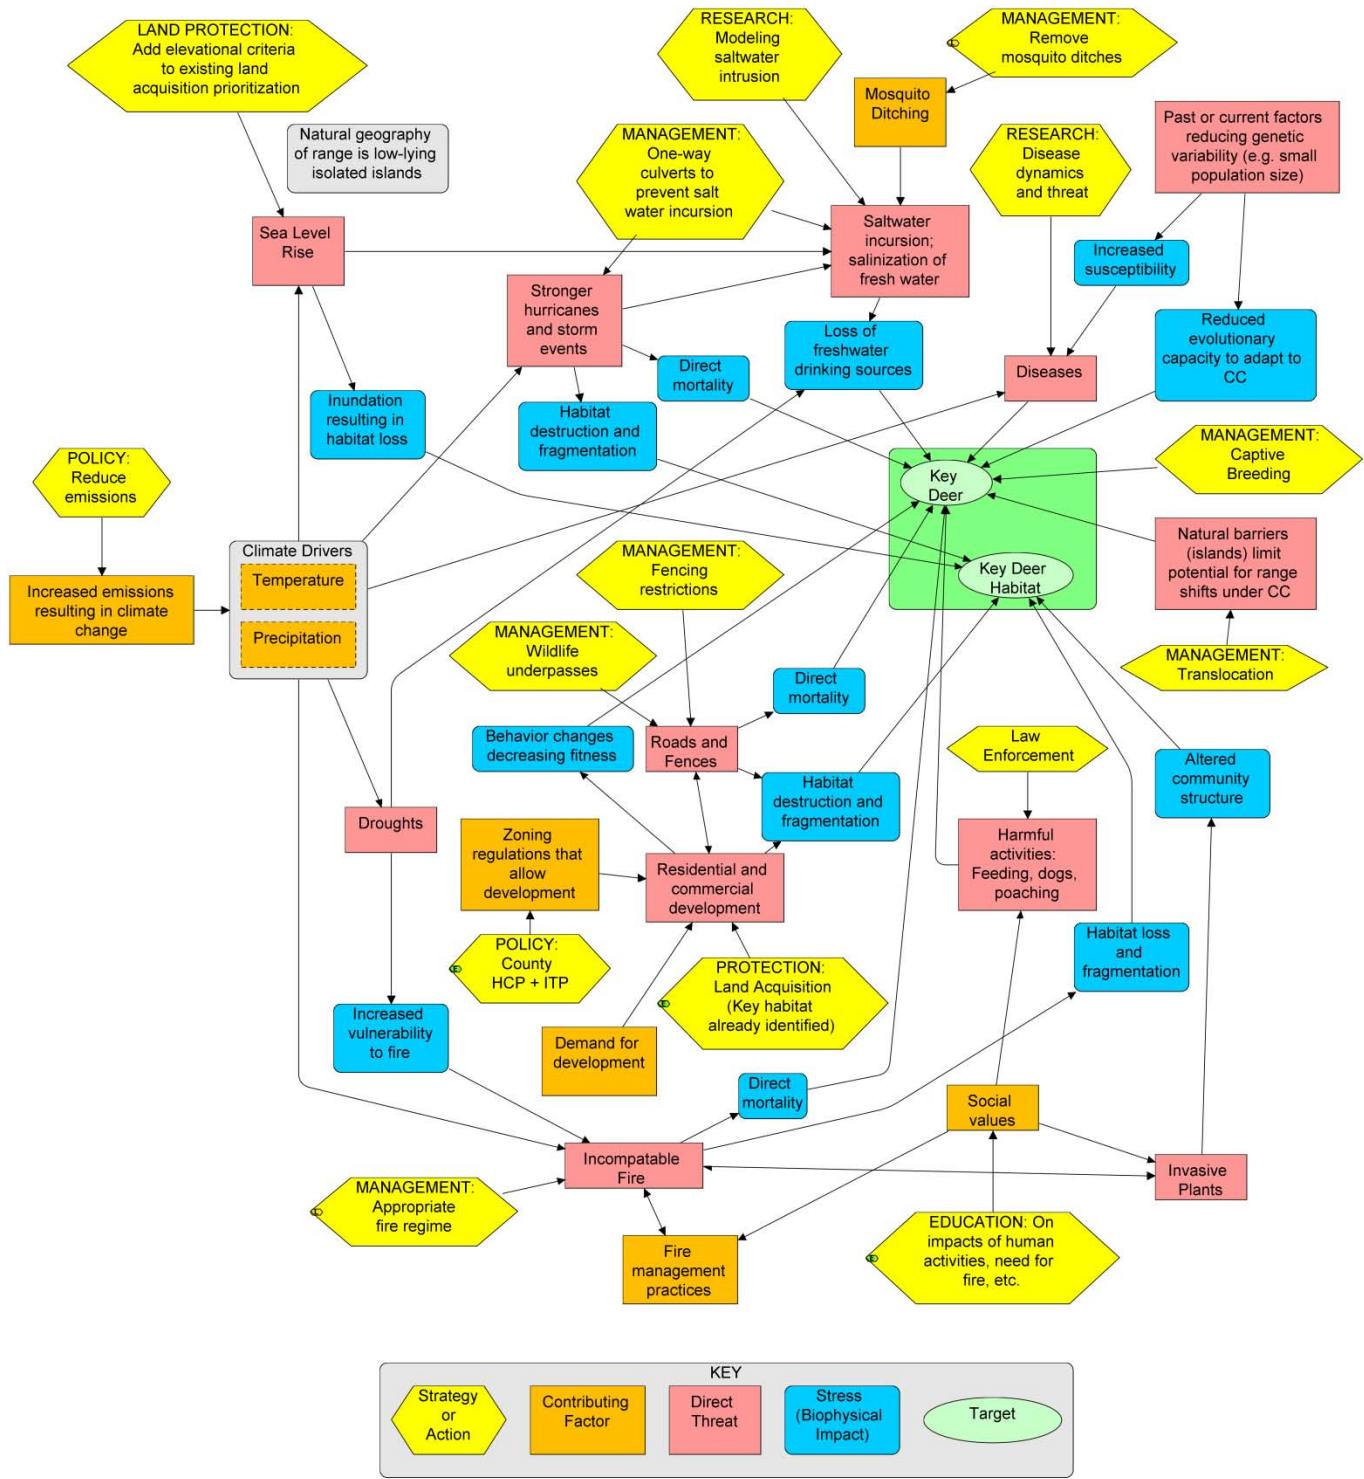 LAND PROTECTION:
Add elevational criteria
to existing land
acquisition prioritization
RESEARCH:
Modeling
saltwater
intrusion
MANAGEMENT:
Remove
mosquito ditches
Mosquito
Ditching
Natural geography
of range is low-lying
isolated islands
MANAGEMENT:
One-way
culverts to
prevent salt
water incursion
RESEARCH:
Disease
dynamics
and threat
Past or current factors
reducing genetic
variability (e.g. small
population size)
Sea Level
Rise
Saltwater
incursion;
salinization of
fresh water
Increased
susceptibility
Stronger
hurricanes
and storm
events
Loss of
freshwater
drinking sources
Reduced
evolutionary
capacity to adapt to
CC
Direct
mortality
Diseases
Inundation
resulting in
habitat loss
Habitat
destruction and
fragmentation
MANAGEMENT:
Captive
Breeding
POLICY:
Reduce
emissions
Key
Deer
Natural barriers
(islands) limit
potential for range
shifts under CC
Climate Drivers
Temperature
Precipitation
MANAGEMENT:
Fencing
restrictions
Key Deer
Habitat
Increased emissions
resulting in climate
change
MANAGEMENT:
Wildlife
underpasses
MANAGEMENT:
Translocation
Direct
mortality
Behavior changes
decreasing fitness
Roads and
Fences
Law
Enforcement
Altered
community
structure
Habitat
destruction and
fragmentation
Droughts
Zoning
regulations that
allow
development
Residential and
commercial
development
Harmful
activities:
Feeding, dogs,
poaching
POLICY:
County
HCP + ITP
PROTECTION:
Land Acquisition
(Key habitat
already identified)
Habitat loss
and
fragmentation
Increased
vulnerability
to fire
Demand for
development
Direct
mortality
Social
values
Incompatable
Fire
Invasive
Plants
MANAGEMENT:
Appropriate
fire regime
Fire
management
practices
EDUCATION: On
impacts of human
activities, need for
fire, etc.
KEY
Strategy
or
Action
Contributing
Factor
Direct
Threat
Stress
(Biophysical
Impact)
Target